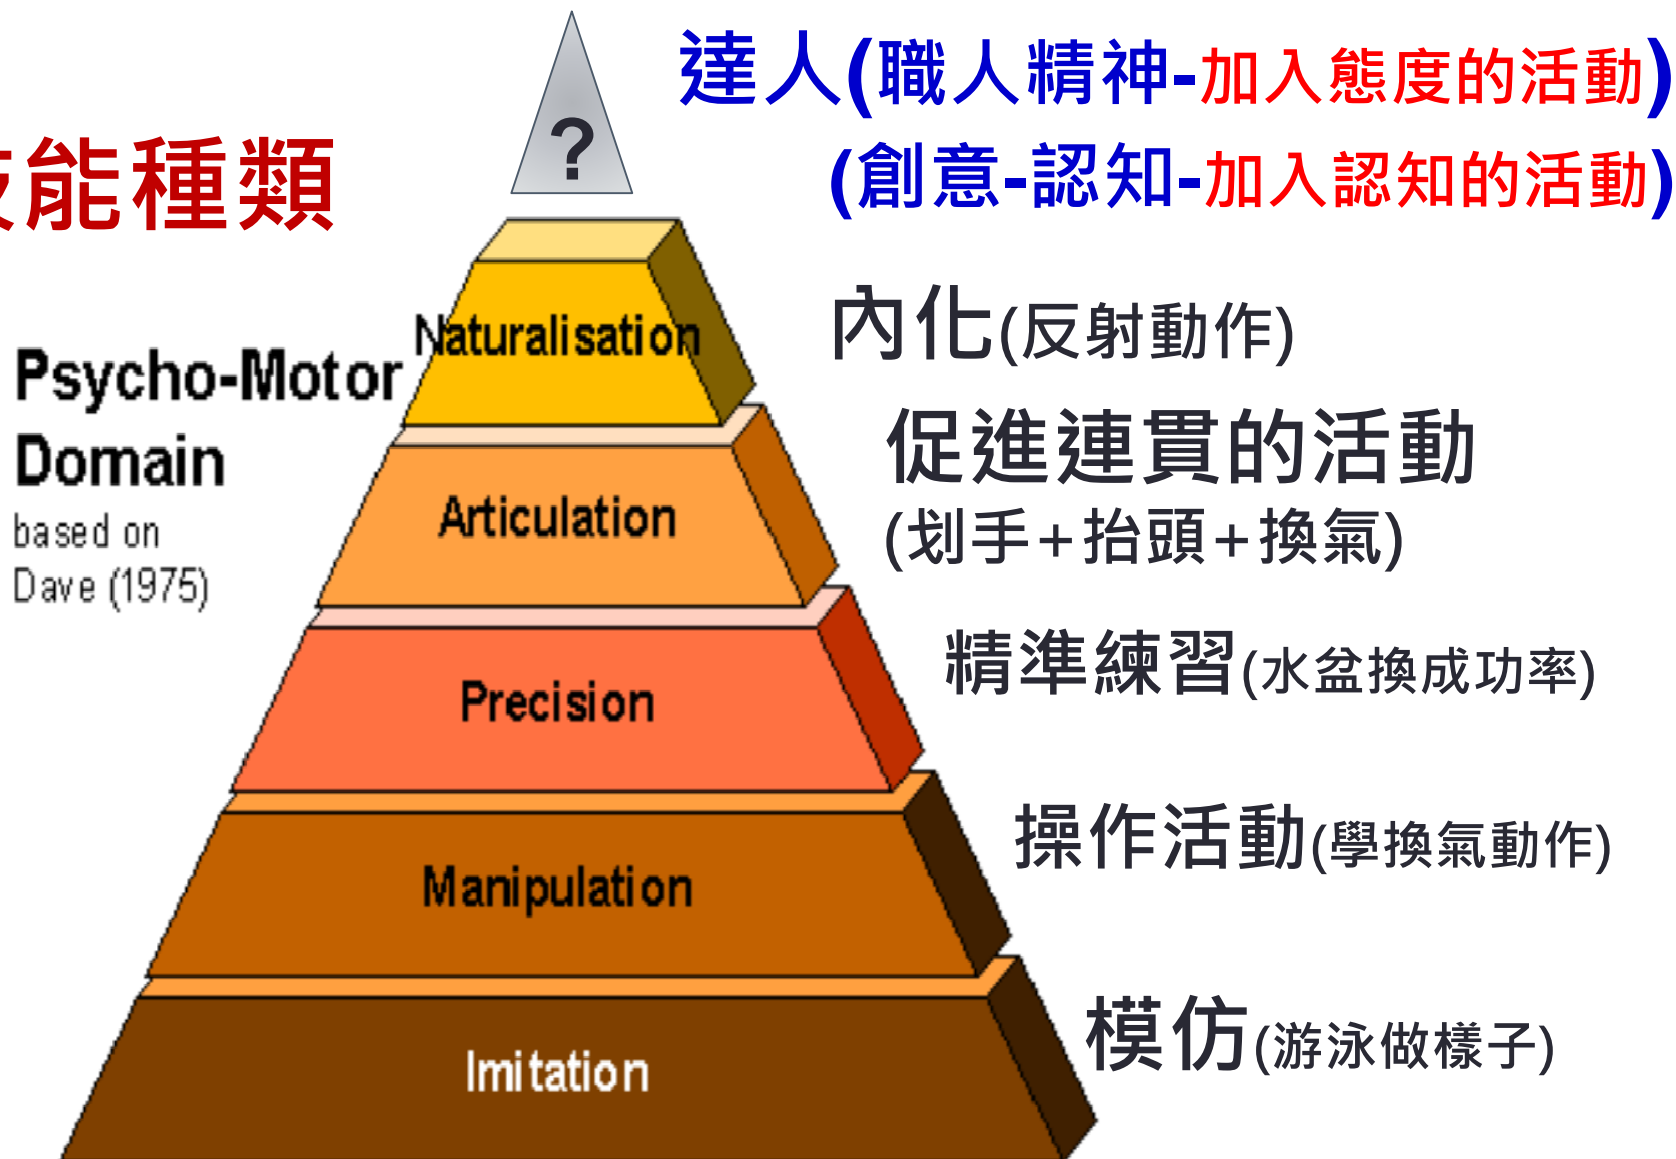 達人(職人精神-加入態度的活動)
(創意-認知-加入認知的活動)
?
技能種類
Naturalisation
內化(反射動作)
Psycho-Motor
Domain
based on
Dave (1975)
促進連貫的活動
(划手+抬頭+換氣)
Articulation
精準練習(水盆換成功率)
Precision
操作活動(學換氣動作)
Manipulation
模仿(游泳做樣子)
Imitation